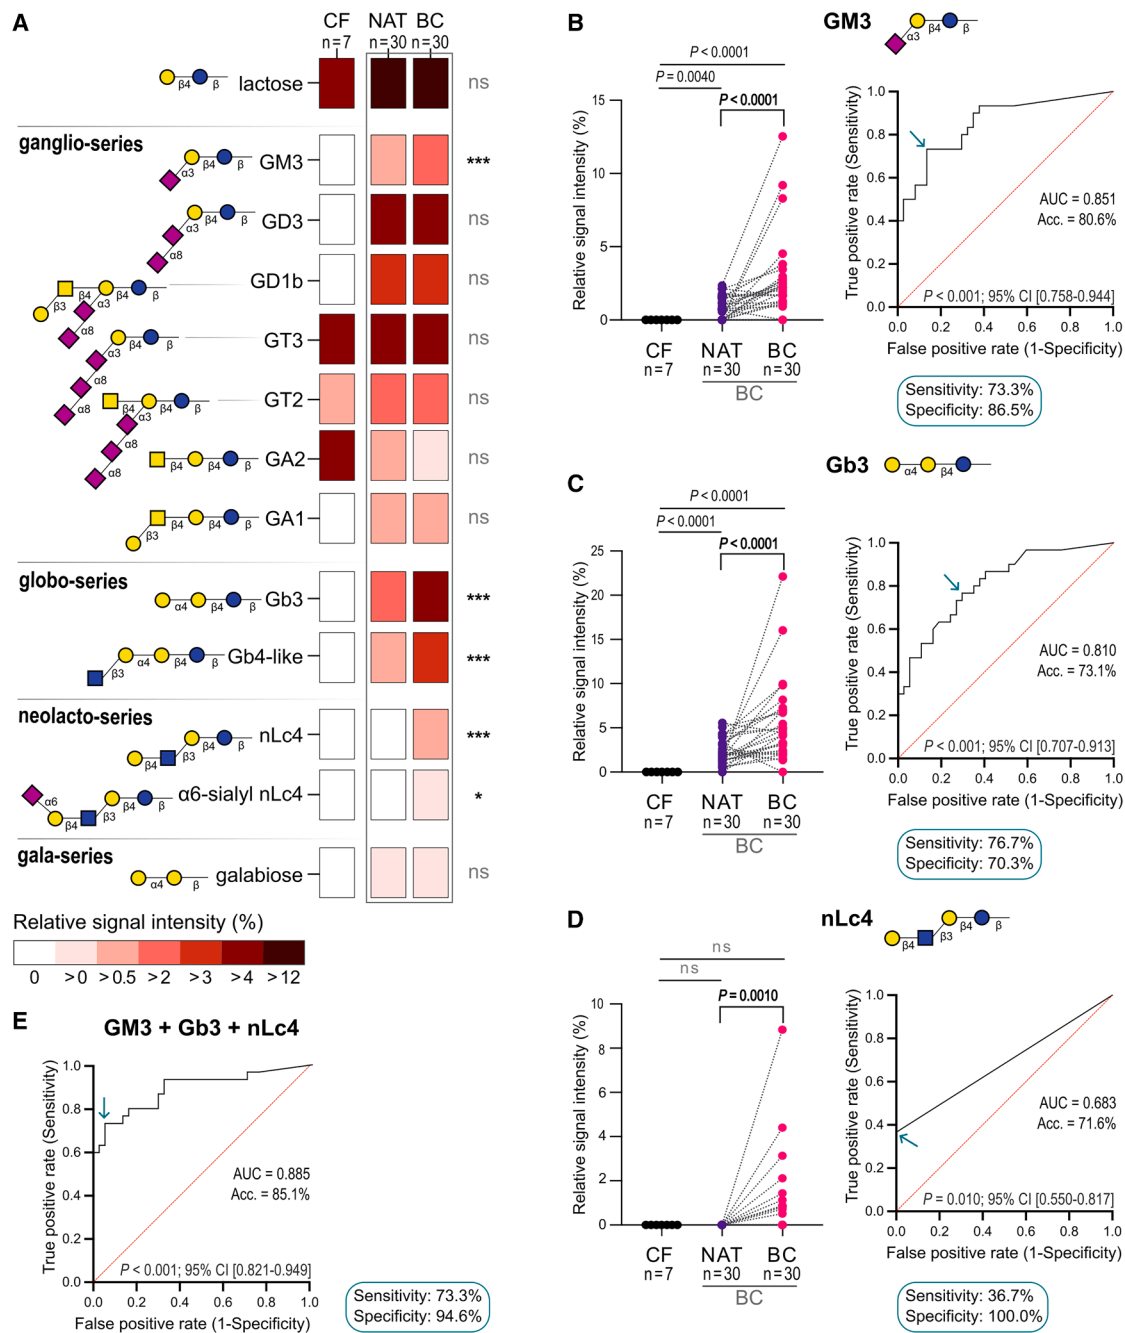 A
CF NAT BC
n=7 n=30 n=30
β4 β lactose ns
ganglio-series
α3 β4 β GM3 ***
α3 β4 β α8 GD3 ns
β3 β4 α3 β4 β α8 GD1b ns
α3 β4 β α8 α8 GT3 ns
β4 α3 β4 β α8 α8 GT2 ns
β4 β4 β GA2 ns
β3 β4 β4 β GA1 ns
globo-series
α4 β4 β Gb3 ***
β3 α4 β4 β Gb4-like ***
neolacto-series
β4 β3 β4 β nLc4 ***
α6 β4 β3 β4 β α6-sialyl nLc4 *
gala-series
α4 β galabiose ns
Relative signal intensity (%)
0 >0 >0.5 >2 >3 >4 >12
B
GM3
α3 β4 β
P < 0.0001
P = 0.0040
P < 0.0001
Relative signal intensity (%)
15
10
5
0
CF NAT BC
n=7 n=30 n=30
BC
True positive rate (Sensitivity)
1.0
0.8
0.6
0.4
0.2
0.0
AUC = 0.851
Acc. = 80.6%
P < 0.001; 95% CI [0.758-0.944]
0.0 0.2 0.4 0.6 0.8 1.0
False positive rate (1-Specificity)
Sensitivity: 73.3%
Specificity: 86.5%
C
Gb3
α4 β4
P < 0.0001
P < 0.0001
P < 0.0001
Relative signal intensity (%)
25
20
15
10
5
0
CF NAT BC
n=7 n=30 n=30
BC
True positive rate (Sensitivity)
1.0
0.8
0.6
0.4
0.2
0.0
AUC = 0.810
Acc. = 73.1%
P < 0.001; 95% CI [0.707-0.913]
0.0 0.2 0.4 0.6 0.8 1.0
False positive rate (1-Specificity)
Sensitivity: 76.7%
Specificity: 70.3%
D
nLc4
β4 β3 β4 β
ns
ns
P = 0.0010
Relative signal intensity (%)
10
8
6
4
2
0
CF NAT BC
n=7 n=30 n=30
BC
True positive rate (Sensitivity)
1.0
0.8
0.6
0.4
0.2
0.0
AUC = 0.683
Acc. = 71.6%
P = 0.010; 95% CI [0.550-0.817]
0.0 0.2 0.4 0.6 0.8 1.0
False positive rate (1-Specificity)
Sensitivity: 36.7%
Specificity: 100.0%
E
GM3 + Gb3 + nLc4
True positive rate (Sensitivity)
1.0
0.8
0.6
0.4
0.2
0.0
AUC = 0.885
Acc. = 85.1%
P < 0.001; 95% CI [0.821-0.949]
0.0 0.2 0.4 0.6 0.8 1.0
False positive rate (1-Specificity)
Sensitivity: 73.3%
Specificity: 94.6%